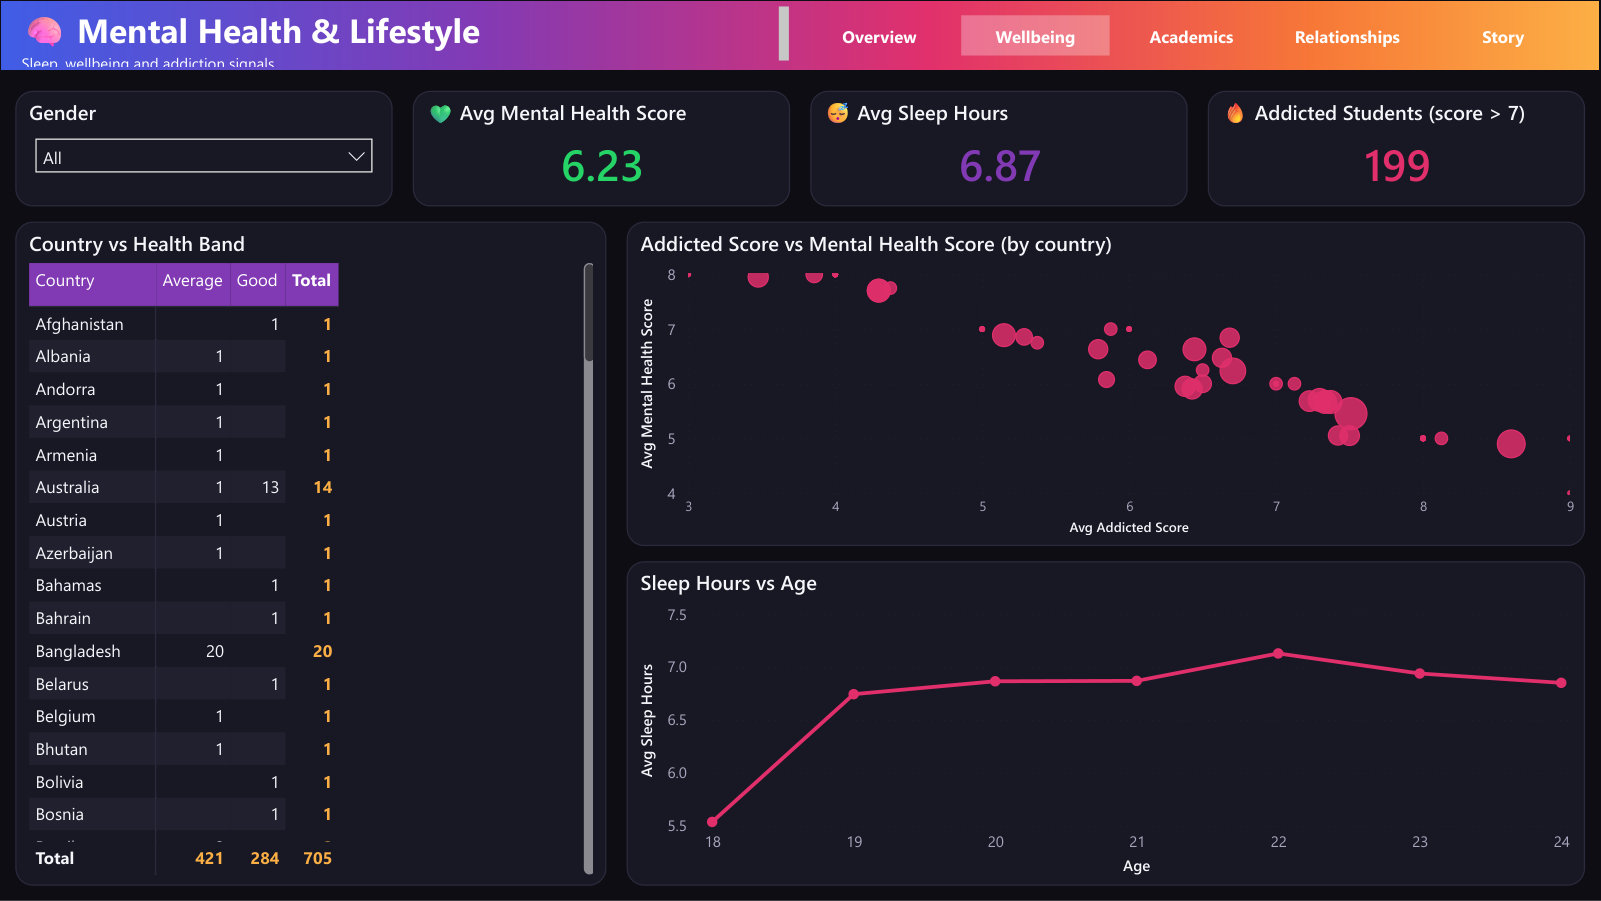 Mental Health & Lifestyle
Sleep, wellbeing and addiction signals
Overview Wellbeing Academics Relationships Story
Gender
All
Avg Mental Health Score
6.23
Avg Sleep Hours
6.87
Addicted Students (score > 7)
199
Country vs Health Band
Country Average Good Total
Afghanistan 1 1
Albania 1 1
Andorra 1 1
Argentina 1 1
Armenia 1 1
Australia 1 13 14
Austria 1 1
Azerbaijan 1 1
Bahamas 1 1
Bahrain 1 1
Bangladesh 20 20
Belarus 1 1
Belgium 1 1
Bhutan 1 1
Bolivia 1 1
Bosnia 1 1
Total 421 284 705
Addicted Score vs Mental Health Score (by country)
Avg Mental Health Score
8
7
6
5
4
3 4 5 6 7 8 9
Avg Addicted Score
Sleep Hours vs Age
Avg Sleep Hours
7.5
7.0
6.5
6.0
5.5
18 19 20 21 22 23 24
Age